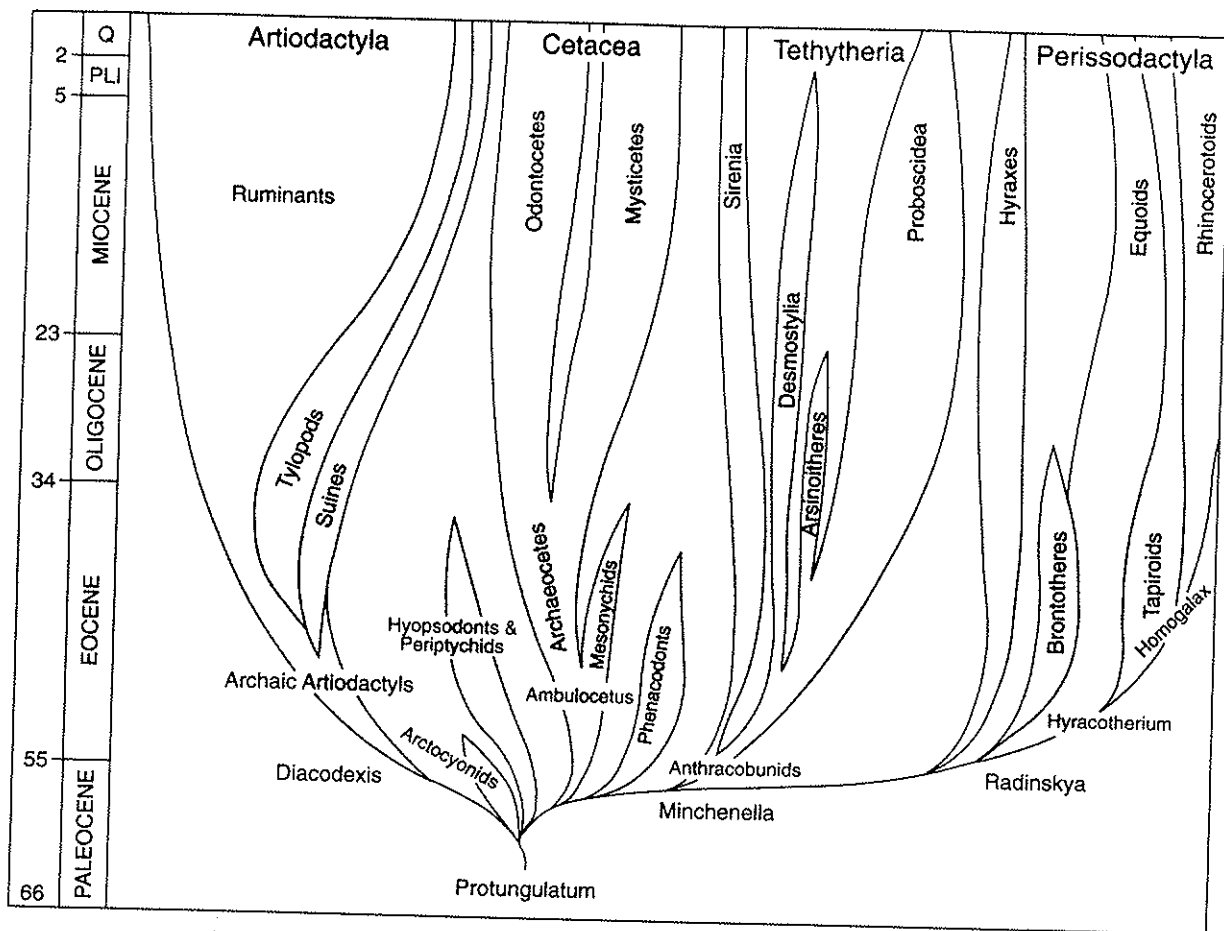 Artiodactyla
Cetacea
Tethytheria
Perissodactyla
Q
2
PLI
5
MIOCENE
23
OLIGOCENE
34
EOCENE
55
PALEOCENE
66
Ruminants
Tylopods
Suines
Odontocetes
Mysticetes
Sirenia
Desmostylia
Arsinoitheres
Proboscidea
Hyraxes
Equoids
Rhinocerotoids
Brontotheres
Tapiroids
Homogalax
Hyopsodonts &
Periptychids
Archaeocetes
Mesonychids
Phenacodonts
Archaic Artiodactyls
Ambulocetus
Arctocyonids
Diacodexis
Anthracobunids
Minchenella
Hyracotherium
Radinskya
Protungulatum